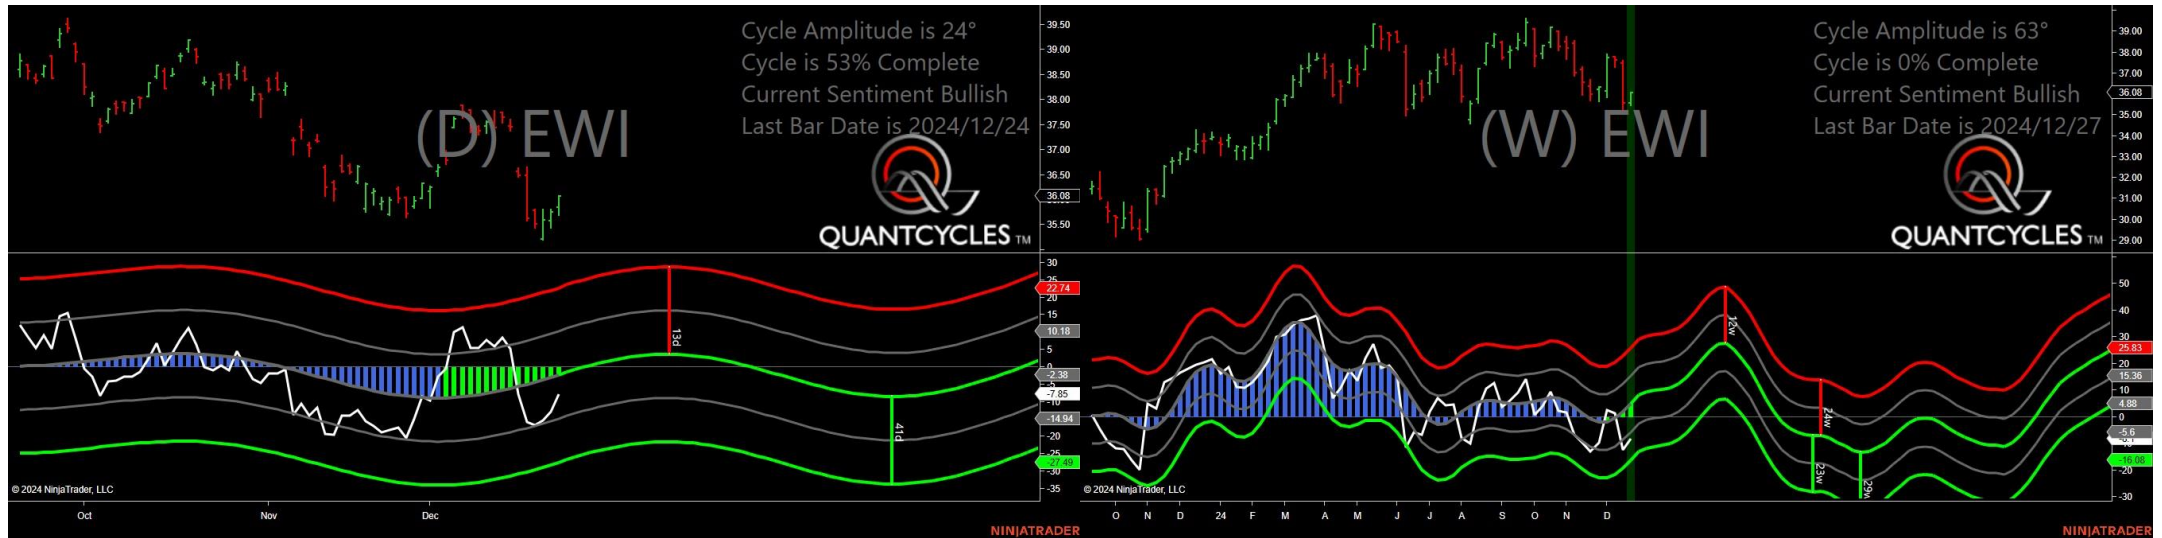 Cycle Amplitude is 24°
Cycle is 53% Complete
Current Sentiment Bullish
Last Bar Date is 2024/12/24
(D) EWI
QUANTCYCLES TM
39.50
39.00
38.50
38.00
37.50
37.00
36.50
36.08
35.50
30
25
22.74
20
15
10.18
5
0
-2.38
-7.85
-10
-14.94
-20
-27.49
-30
-35
13d
41d
© 2024 NinjaTrader, LLC
Oct Nov Dec
NINJATRADER
Cycle Amplitude is 63°
Cycle is 0% Complete
Current Sentiment Bullish
Last Bar Date is 2024/12/27
(W) EWI
QUANTCYCLES TM
39.00
38.00
37.00
36.08
35.00
34.00
33.00
32.00
31.00
30.00
29.00
50
40
30
25.83
20
15.36
10
4.88
0
-5.6
-16.08
-20
-30
12w
24w
23w
29w
© 2024 NinjaTrader, LLC
O N D 24 F M A M J J A S O N D
NINJATRADER